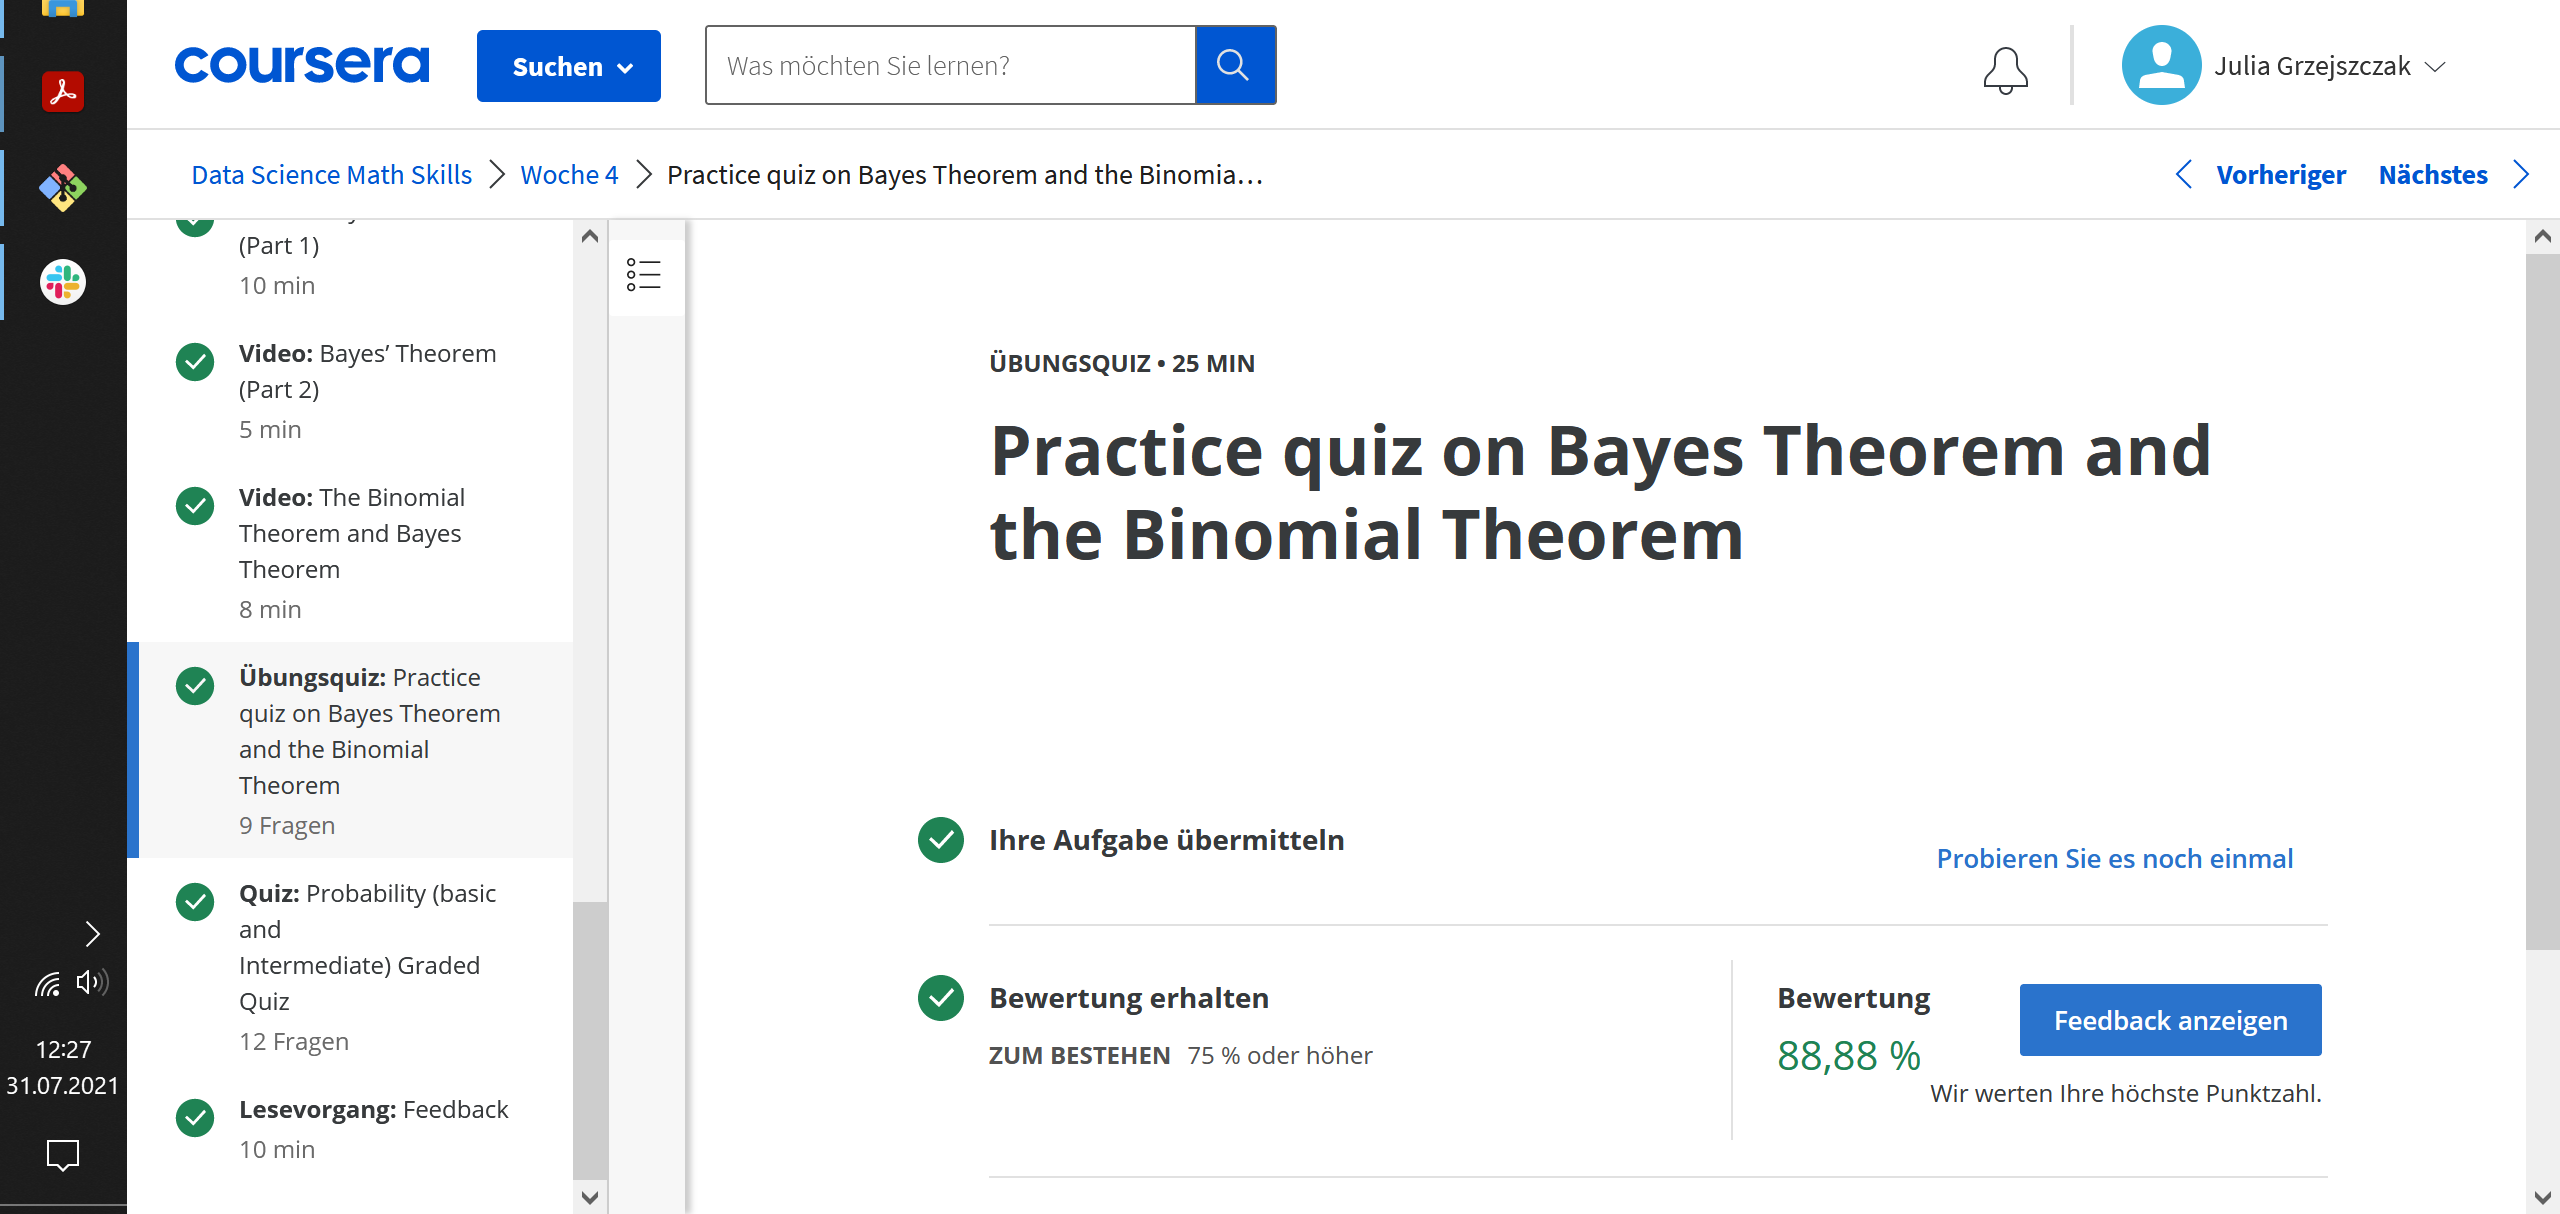 coursera
Suchen
Was möchten Sie lernen?
Julia Grzejszczak
Data Science Math Skills
Woche 4
Practice quiz on Bayes Theorem and the Binomia…
Vorheriger
Nächstes
(Part 1)
10 min
Video: Bayes’ Theorem
(Part 2)
5 min
Video: The Binomial
Theorem and Bayes
Theorem
8 min
Übungsquiz: Practice
quiz on Bayes Theorem
and the Binomial
Theorem
9 Fragen
Quiz: Probability (basic
and
Intermediate) Graded
Quiz
12 Fragen
Lesevorgang: Feedback
10 min
ÜBUNGSQUIZ • 25 MIN
Practice quiz on Bayes Theorem and
the Binomial Theorem
Ihre Aufgabe übermitteln
Probieren Sie es noch einmal
Bewertung erhalten
ZUM BESTEHEN 75 % oder höher
Bewertung
88,88 %
Feedback anzeigen
Wir werten Ihre höchste Punktzahl.
12:27
31.07.2021